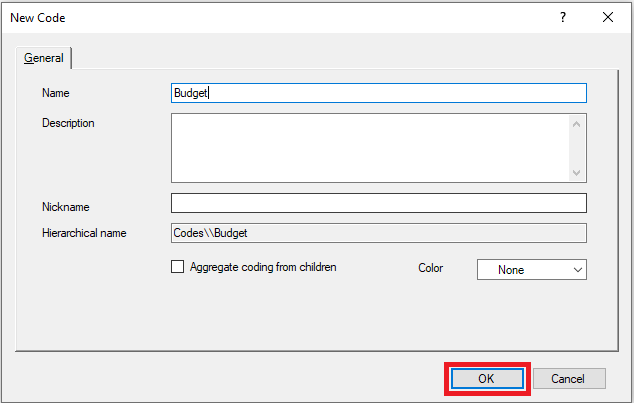 New Code
?
General
Name
Budget
Description
Nickname
Hierarchical name
Codes\\Budget
Aggregate coding from children
Color
None
OK
Cancel